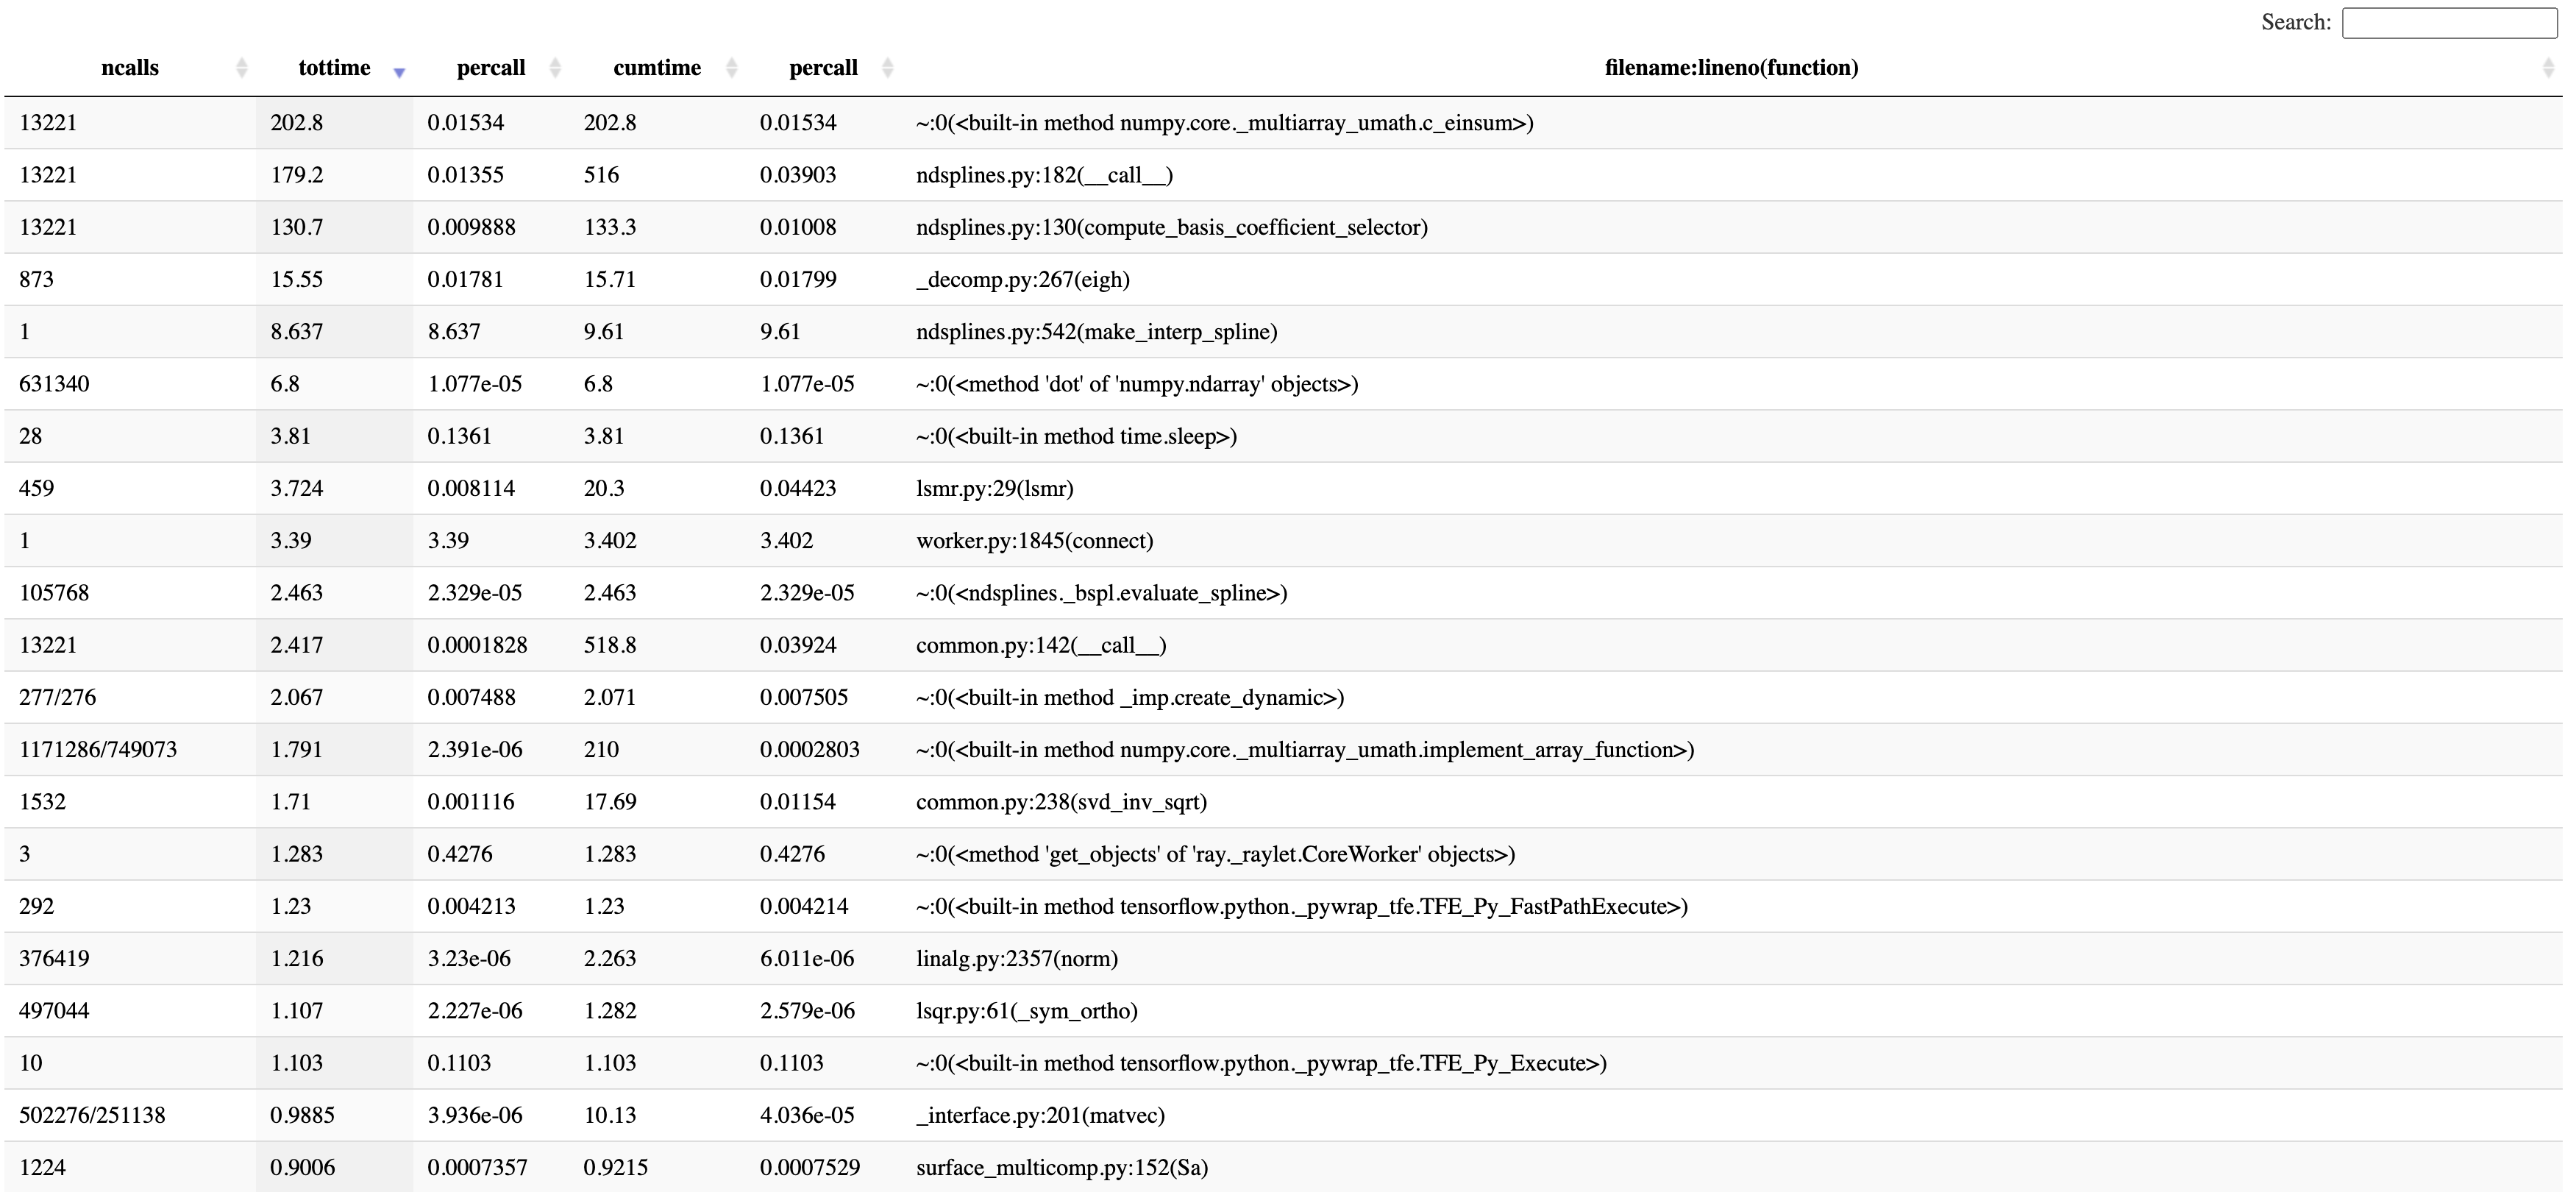 Search:
ncalls tottime percall cumtime percall filename:lineno(function)
13221 202.8 0.01534 202.8 0.01534 ~:0(<built-in method numpy.core._multiarray_umath.c_einsum>)
13221 179.2 0.01355 516 0.03903 ndsplines.py:182(__call__)
13221 130.7 0.009888 133.3 0.01008 ndsplines.py:130(compute_basis_coefficient_selector)
873 15.55 0.01781 15.71 0.01799 _decomp.py:267(eigh)
1 8.637 8.637 9.61 9.61 ndsplines.py:542(make_interp_spline)
631340 6.8 1.077e-05 6.8 1.077e-05 ~:0(<method 'dot' of 'numpy.ndarray' objects>)
28 3.81 0.1361 3.81 0.1361 ~:0(<built-in method time.sleep>)
459 3.724 0.008114 20.3 0.04423 lsmr.py:29(lsmr)
1 3.39 3.39 3.402 3.402 worker.py:1845(connect)
105768 2.463 2.329e-05 2.463 2.329e-05 ~:0(<ndsplines._bspl.evaluate_spline>)
13221 2.417 0.0001828 518.8 0.03924 common.py:142(__call__)
277/276 2.067 0.007488 2.071 0.007505 ~:0(<built-in method _imp.create_dynamic>)
1171286/749073 1.791 2.391e-06 210 0.0002803 ~:0(<built-in method numpy.core._multiarray_umath.implement_array_function>)
1532 1.71 0.001116 17.69 0.01154 common.py:238(svd_inv_sqrt)
3 1.283 0.4276 1.283 0.4276 ~:0(<method 'get_objects' of 'ray._raylet.CoreWorker' objects>)
292 1.23 0.004213 1.23 0.004214 ~:0(<built-in method tensorflow.python._pywrap_tfe.TFE_Py_FastPathExecute>)
376419 1.216 3.23e-06 2.263 6.011e-06 linalg.py:2357(norm)
497044 1.107 2.227e-06 1.282 2.579e-06 lsqr.py:61(_sym_ortho)
10 1.103 0.1103 1.103 0.1103 ~:0(<built-in method tensorflow.python._pywrap_tfe.TFE_Py_Execute>)
502276/251138 0.9885 3.936e-06 10.13 4.036e-05 _interface.py:201(matvec)
1224 0.9006 0.0007357 0.9215 0.0007529 surface_multicomp.py:152(Sa)